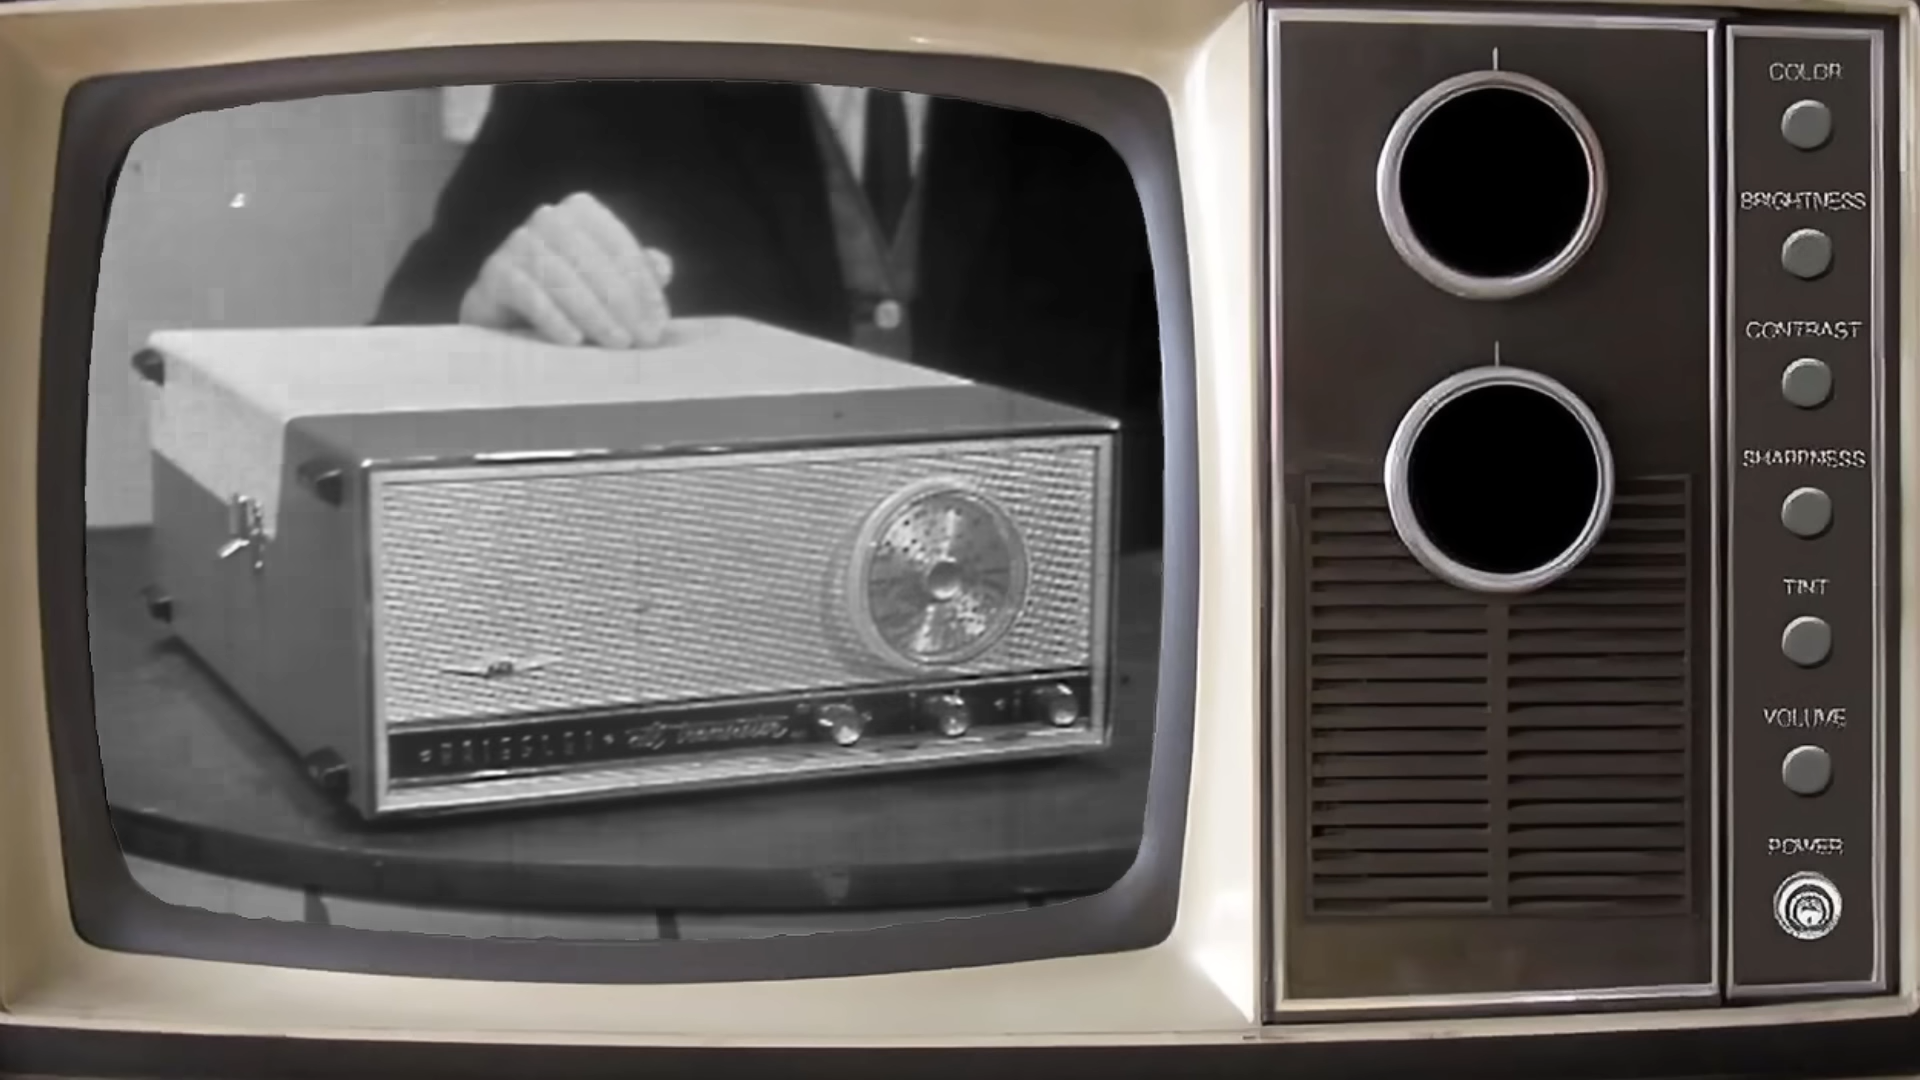 COLOR
BRIGHTNESS
CONTRAST
SHARPNESS
TINT
VOLUME
POWER